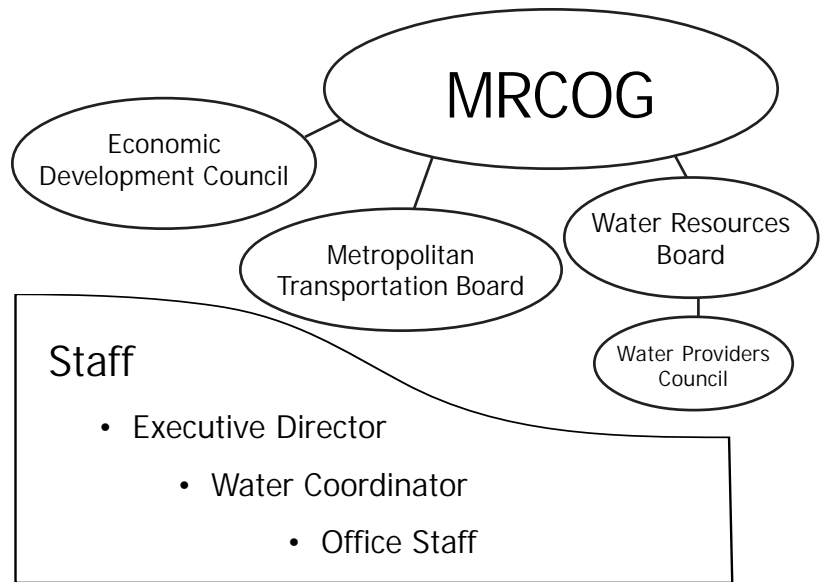 MRCOG
Economic
Development Council
Metropolitan
Transportation Board
Water Resources
Board
Water Providers
Council
Staff
• Executive Director
• Water Coordinator
• Office Staff